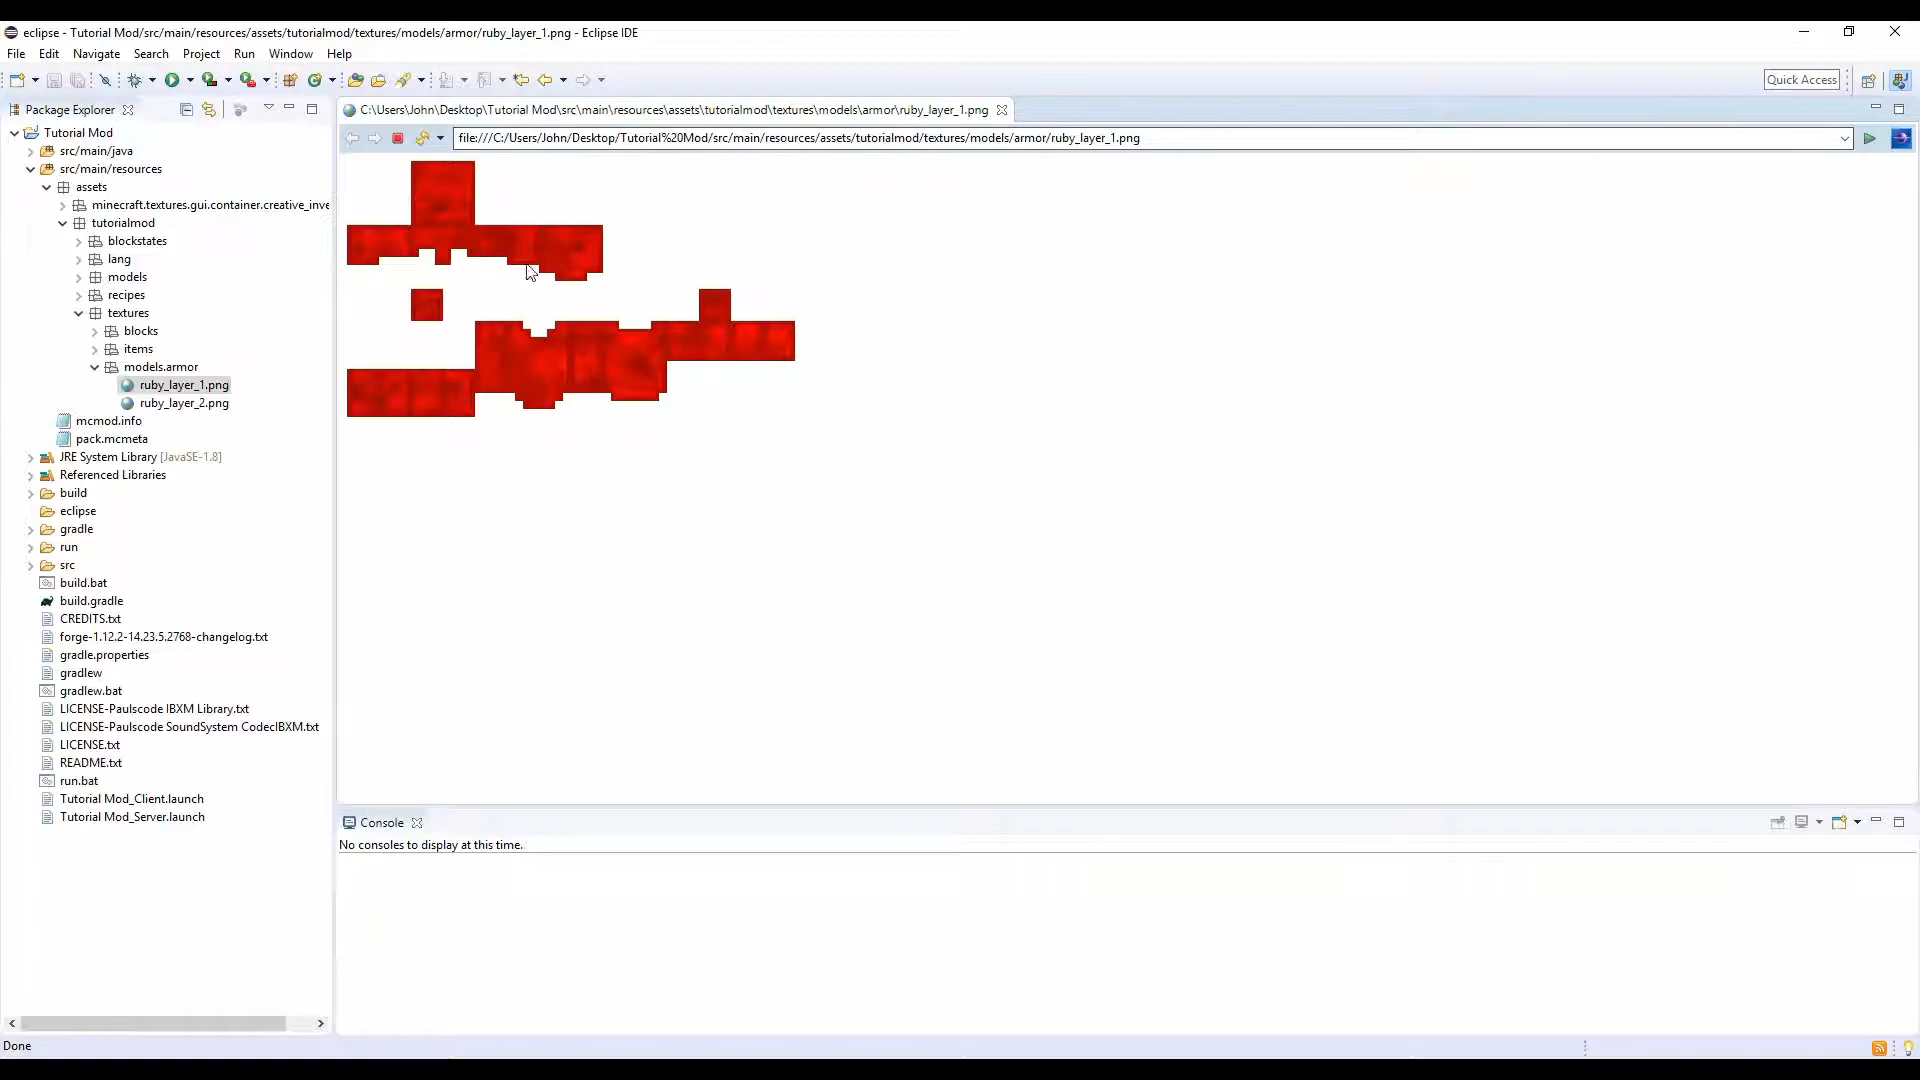 eclipse - Tutorial Mod/src/main/resources/assets/tutorialmod/textures/models/armor/ruby_layer_1.png - Eclipse IDE
File Edit Navigate Search Project Run Window Help
Quick Access
Package Explorer
C:\Users\John\Desktop\Tutorial Mod\src\main\resources\assets\tutorialmod\textures\models\armor\ruby_layer_1.png
file:///C:/Users/John/Desktop/Tutorial%20Mod/src/main/resources/assets/tutorialmod/textures/models/armor/ruby_layer_1.png
Tutorial Mod
src/main/java
src/main/resources
assets
minecraft.textures.gui.container.creative_inve
tutorialmod
blockstates
lang
models
recipes
textures
blocks
items
models.armor
ruby_layer_1.png
ruby_layer_2.png
mcmod.info
pack.mcmeta
JRE System Library [JavaSE-1.8]
Referenced Libraries
build
eclipse
gradle
run
src
build.bat
build.gradle
CREDITS.txt
forge-1.12.2-14.23.5.2768-changelog.txt
gradle.properties
gradlew
gradlew.bat
LICENSE-Paulscode IBXM Library.txt
LICENSE-Paulscode SoundSystem CodecIBXM.txt
LICENSE.txt
README.txt
run.bat
Tutorial Mod_Client.launch
Tutorial Mod_Server.launch
Console
No consoles to display at this time.
Done